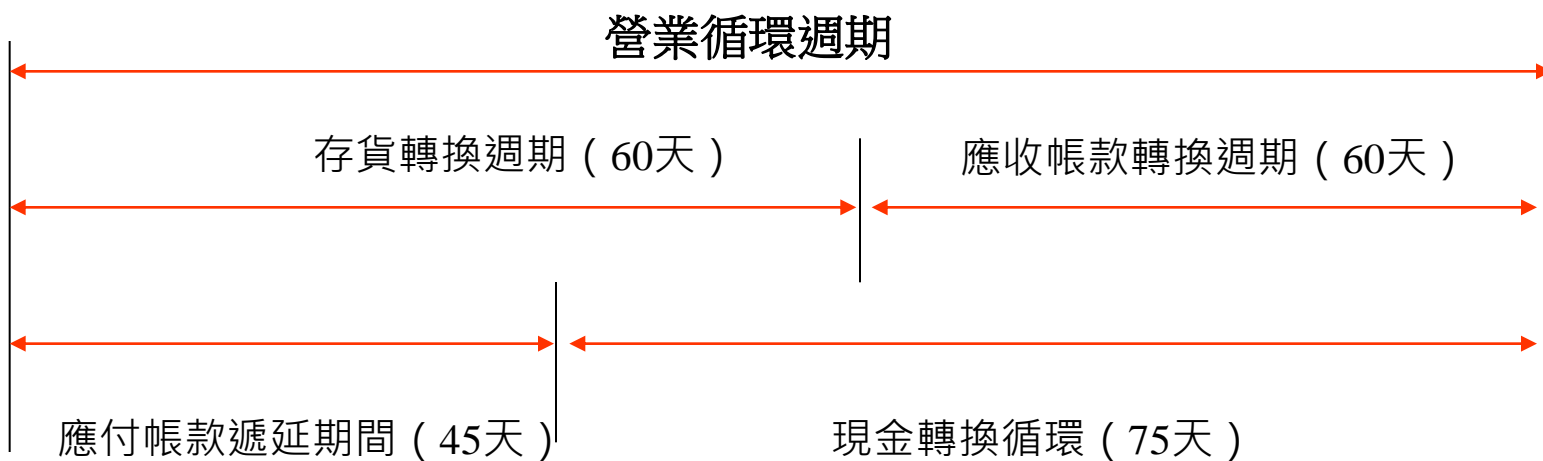 營業循環週期
存貨轉換週期（60天）
應收帳款轉換週期（60天）
應付帳款遞延期間（45天）
現金轉換循環（75天）